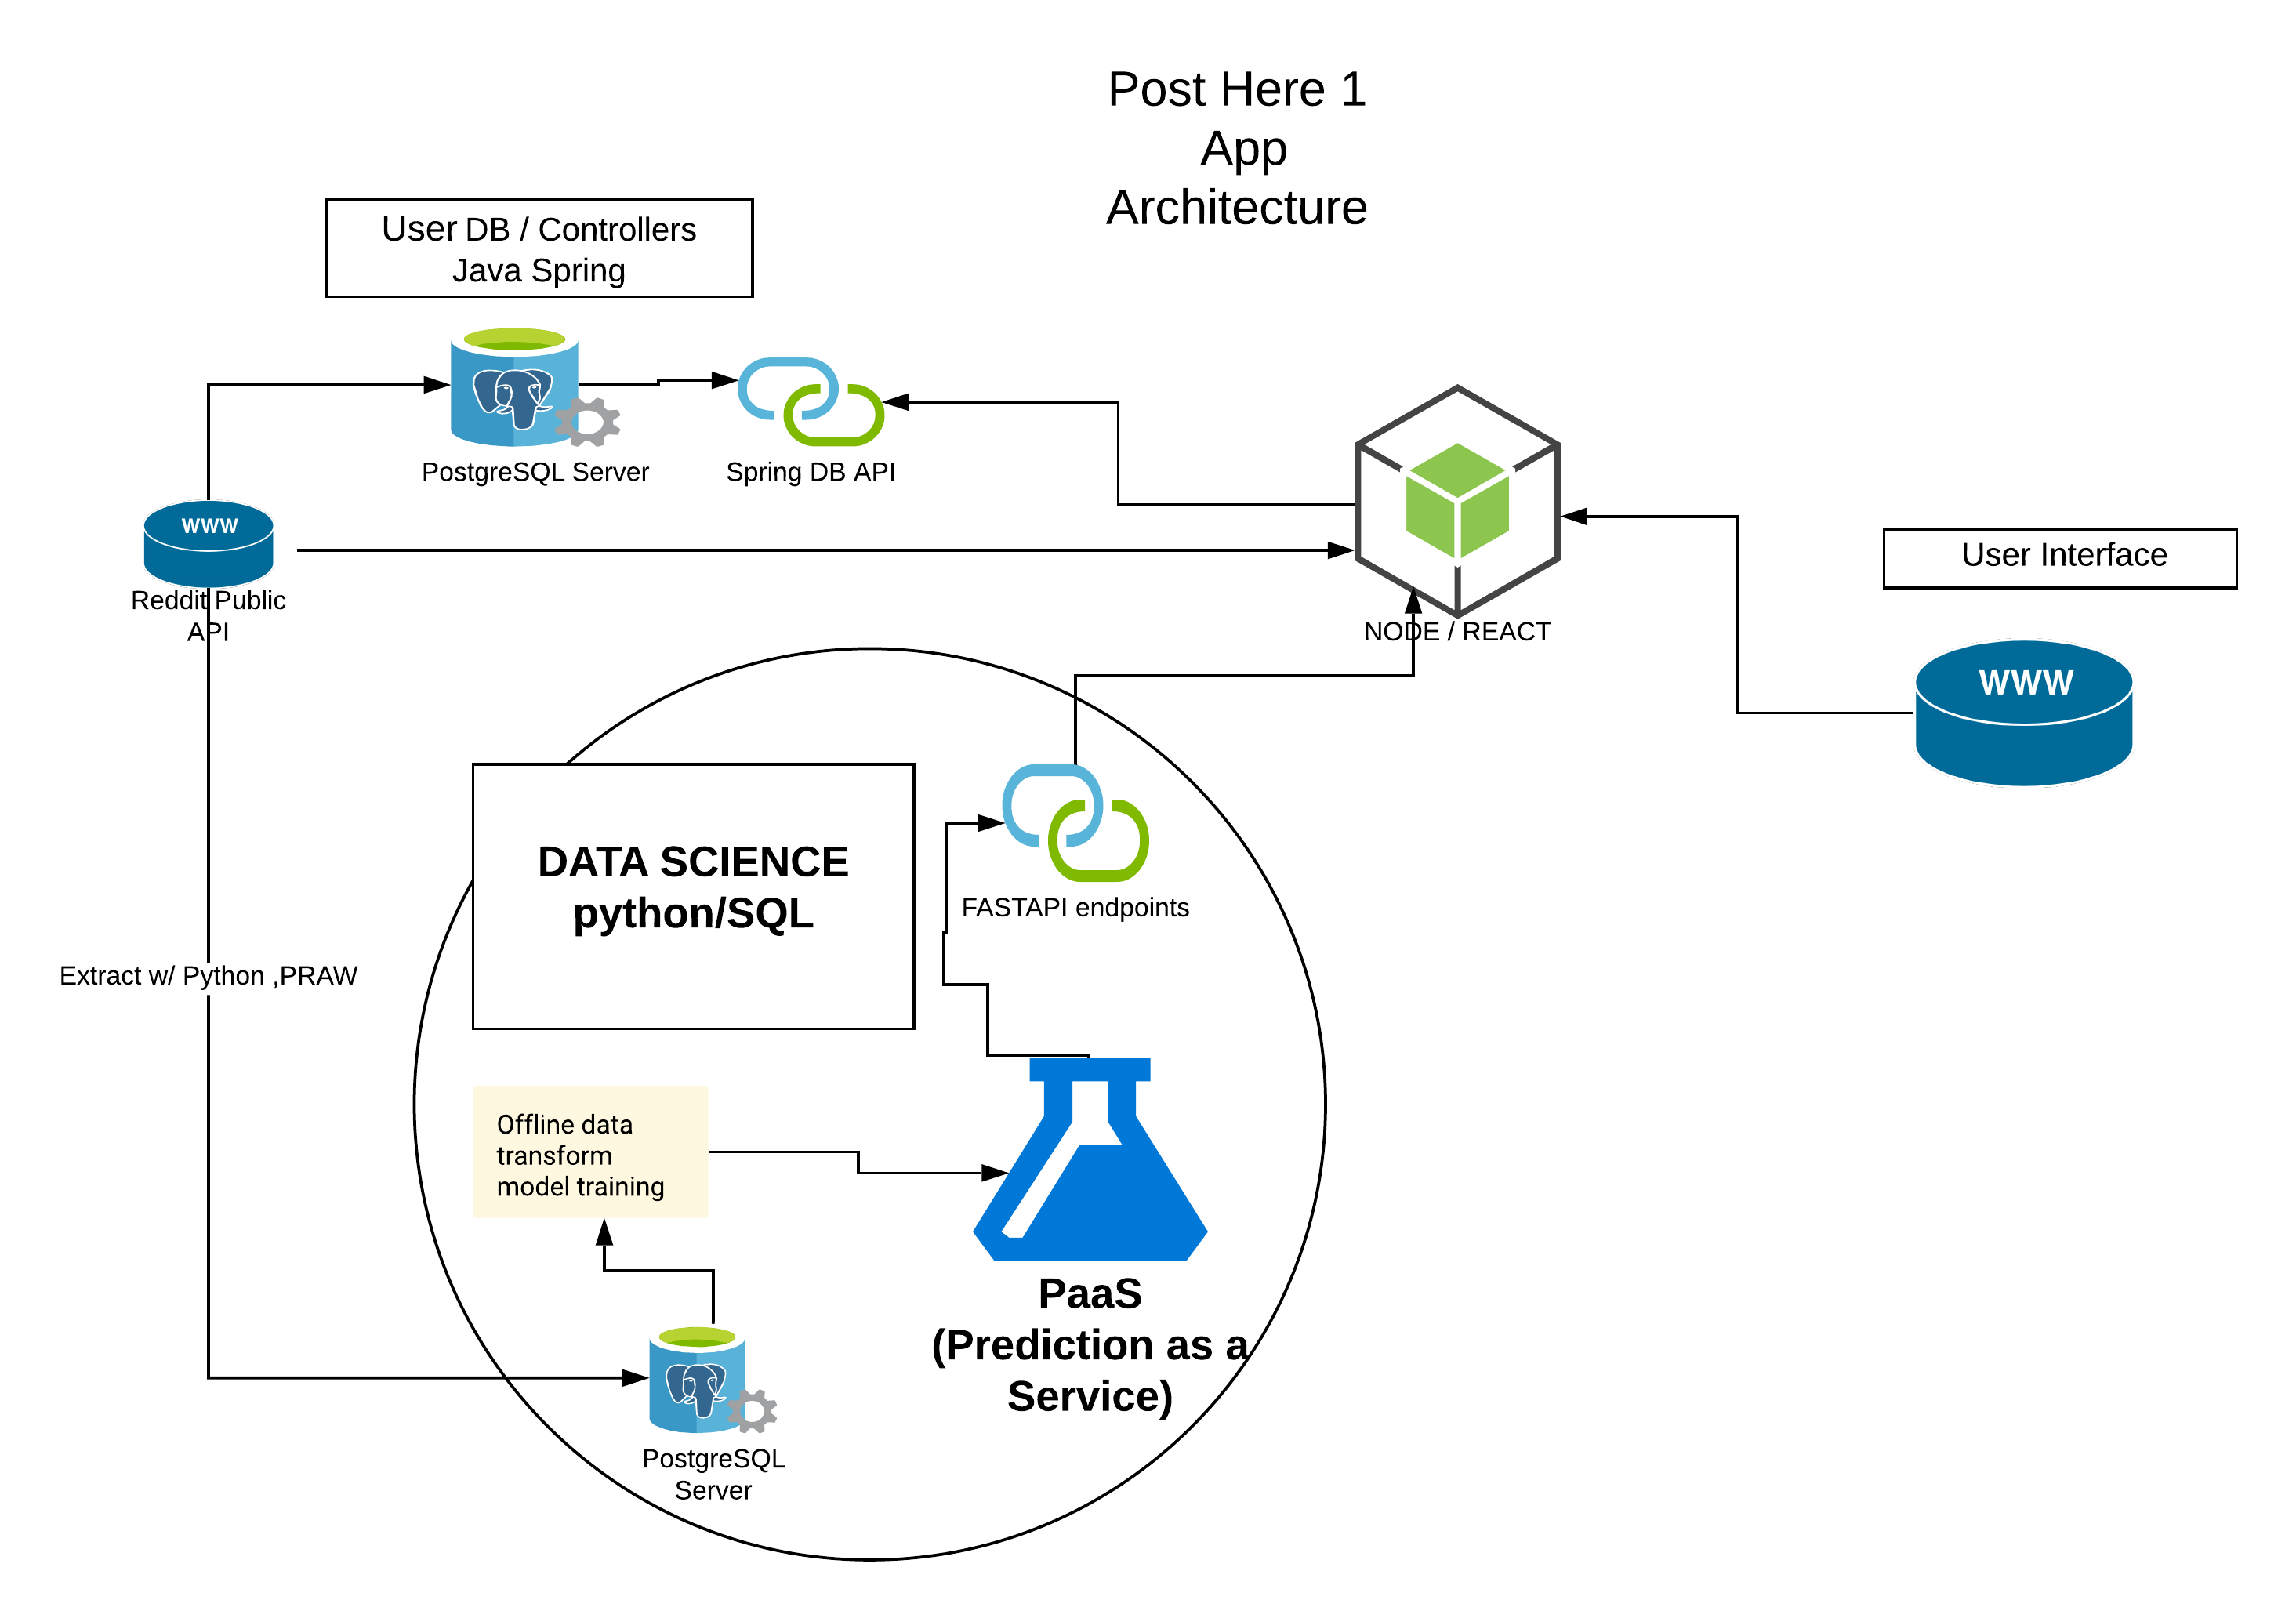 Post Here 1
App
Architecture
User DB / Controllers
Java Spring
PostgreSQL Server
Spring DB API
www
Reddit Public
API
NODE / REACT
User Interface
www
DATA SCIENCE
python/SQL
FASTAPI endpoints
Extract w/ Python ,PRAW
Offline data
transform
model training
PaaS
(Prediction as a
Service)
PostgreSQL
Server